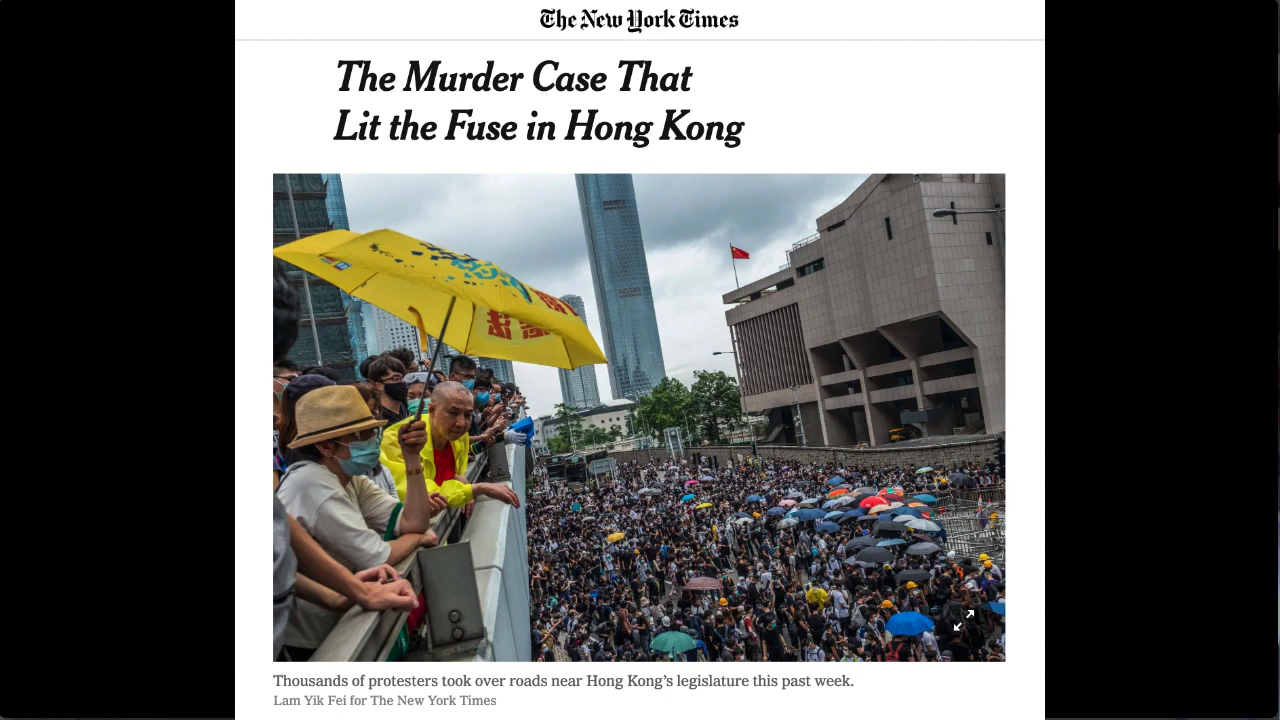 The New York Times
The Murder Case That
Lit the Fuse in Hong Kong
Thousands of protesters took over roads near Hong Kong’s legislature this past week.
Lam Yik Fei for The New York Times